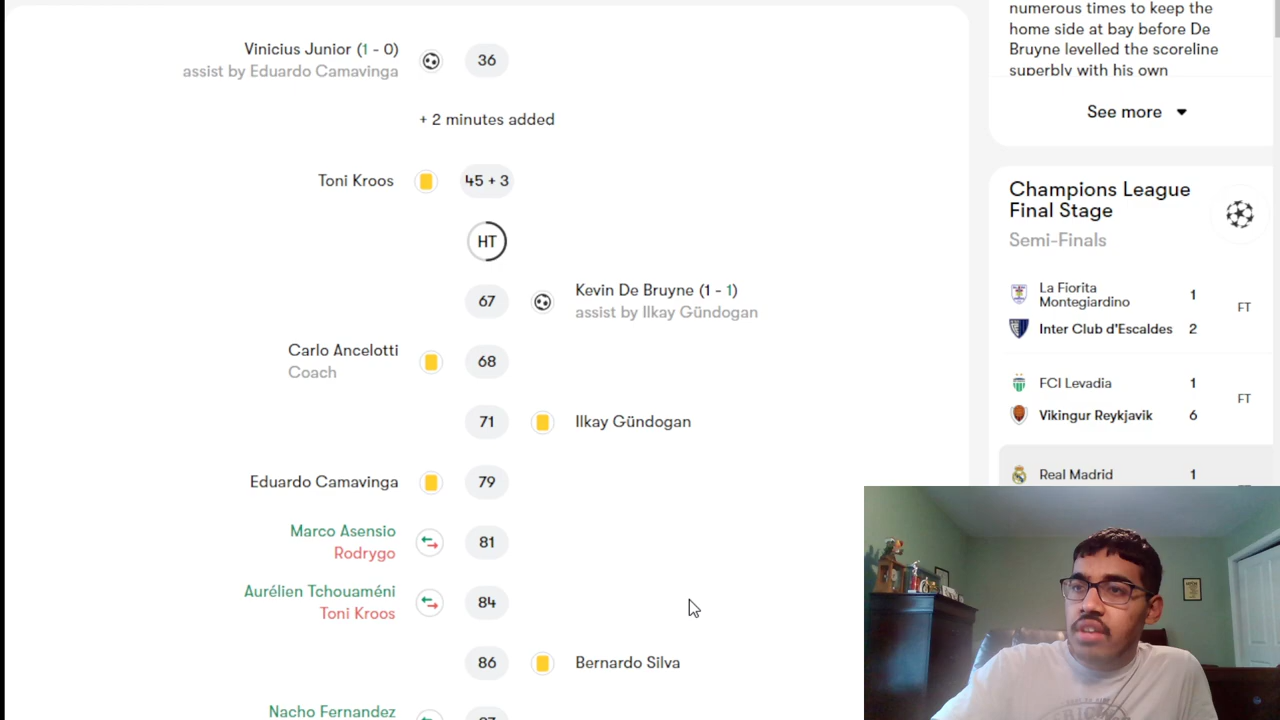 Vinicius Junior (1 - 0)
assist by Eduardo Camavinga
36
+ 2 minutes added
Toni Kroos
45 + 3
HT
67
Kevin De Bruyne (1 - 1)
assist by Ilkay Gündogan
Carlo Ancelotti
Coach
68
71
Ilkay Gündogan
Eduardo Camavinga
79
Marco Asensio
Rodrygo
81
Aurélien Tchouaméni
Toni Kroos
84
86
Bernardo Silva
Nacho Fernandez
numerous times to keep the
home side at bay before De
Bruyne levelled the scoreline
superbly with his own
See more
Champions League
Final Stage
Semi-Finals
La Fiorita
Montegiardino
1
FT
Inter Club d'Escaldes
2
FCI Levadia
1
FT
Vikingur Reykjavik
6
Real Madrid
1